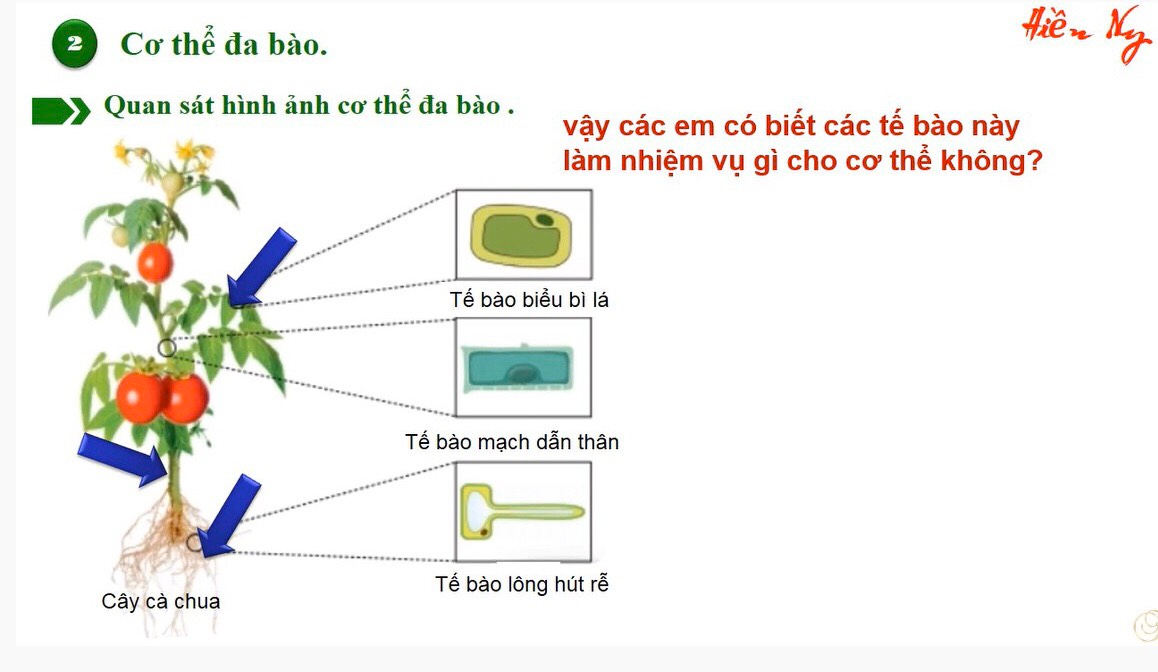 Hiền Ny
2 Cơ thể đa bào.
Quan sát hình ảnh cơ thể đa bào .
vậy các em có biết các tế bào này
làm nhiệm vụ gì cho cơ thể không?
Tế bào biểu bì lá
Tế bào mạch dẫn thân
Tế bào lông hút rễ
Cây cà chua